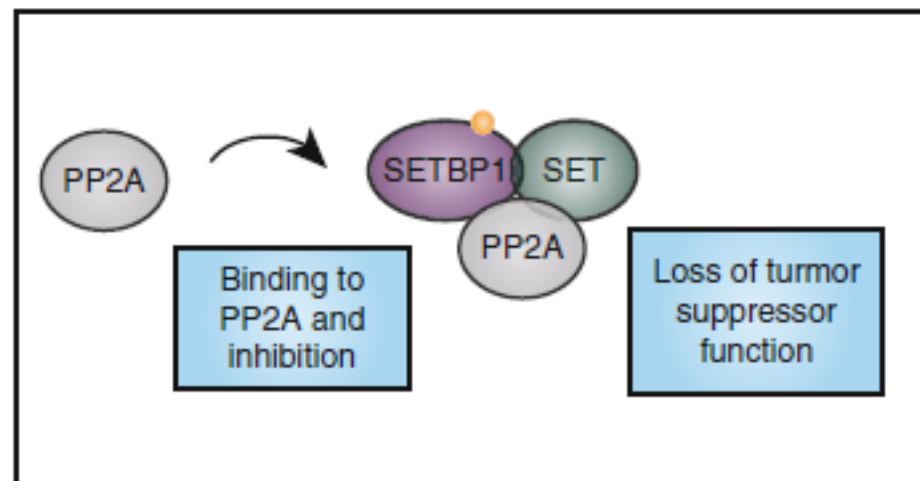 PP2A
SETBP1
SET
PP2A
Binding to
PP2A and
inhibition
Loss of turmor
suppressor
function